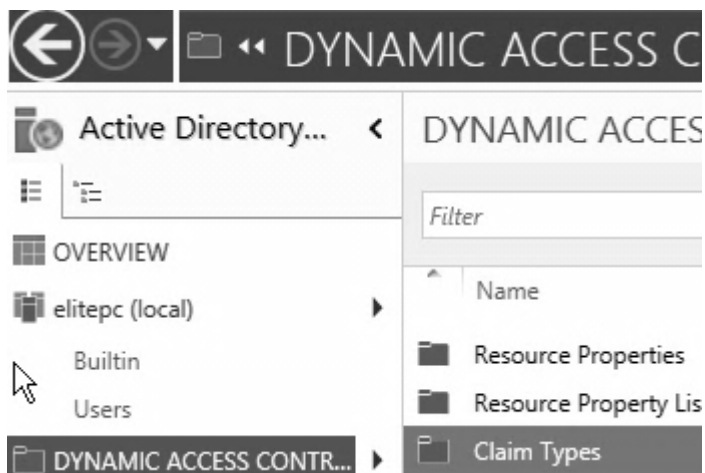 DYNAMIC ACCESS C
Active Directory...
DYNAMIC ACCES
Filter
OVERVIEW
Name
elitepc (local)
Builtin
Resource Properties
Users
Resource Property Lis
DYNAMIC ACCESS CONTR...
Claim Types